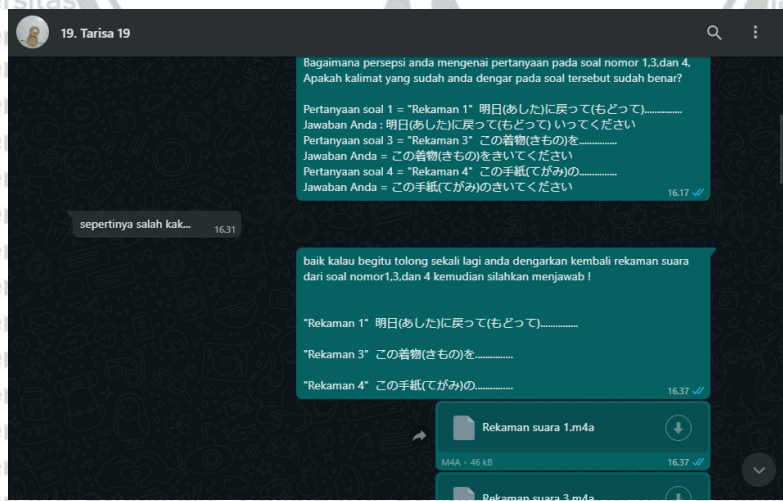 19. Tarisa 19
Bagaimana persepsi anda mengenai pertanyaan pada soal nomor 1,3,dan 4,
Apakah kalimat yang sudah anda dengar pada soal tersebut sudah benar?
Pertanyaan soal 1 = "Rekaman 1" 明日(あした)に戻って(もどって)...............
Jawaban Anda : 明日(あした)に戻って(もどって) いってください
Pertanyaan soal 3 = "Rekaman 3" この着物(きもの)を...............
Jawaban Anda = この着物(きもの)をきいてください
Pertanyaan soal 4 = "Rekaman 4" この手紙(てがみ)の...............
Jawaban Anda = この手紙(てがみ)のきいてください
16.17
sepertinya salah kak...
16.31
baik kalau begitu tolong sekali lagi anda dengarkan kembali rekaman suara
dari soal nomor1,3,dan 4 kemudian silahkan menjawab !
"Rekaman 1" 明日(あした)に戻って(もどって)...............
"Rekaman 3" この着物(きもの)を...............
"Rekaman 4" この手紙(てがみ)の...............
16.37
Rekaman suara 1.m4a
M4A • 46 kB
16.37
Rekaman suara 3.m4a